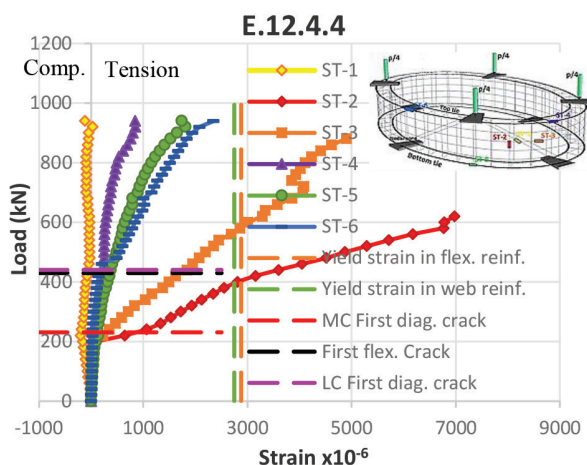 E.12.4.4
1200
1000
800
600
400
200
0
Load (kN)
Comp. Tension
ST-1
ST-2
ST-3
ST-4
ST-5
ST-6
Yield strain in flex. reinf.
Yield strain in web reinf.
MC First diag. crack
First flex. Crack
LC First diag. crack
p/4
p/4
p/4
p/4
Top tie
Bottom tie
ST-2
-1000 1000 3000 5000 7000 9000
Strain x10-6